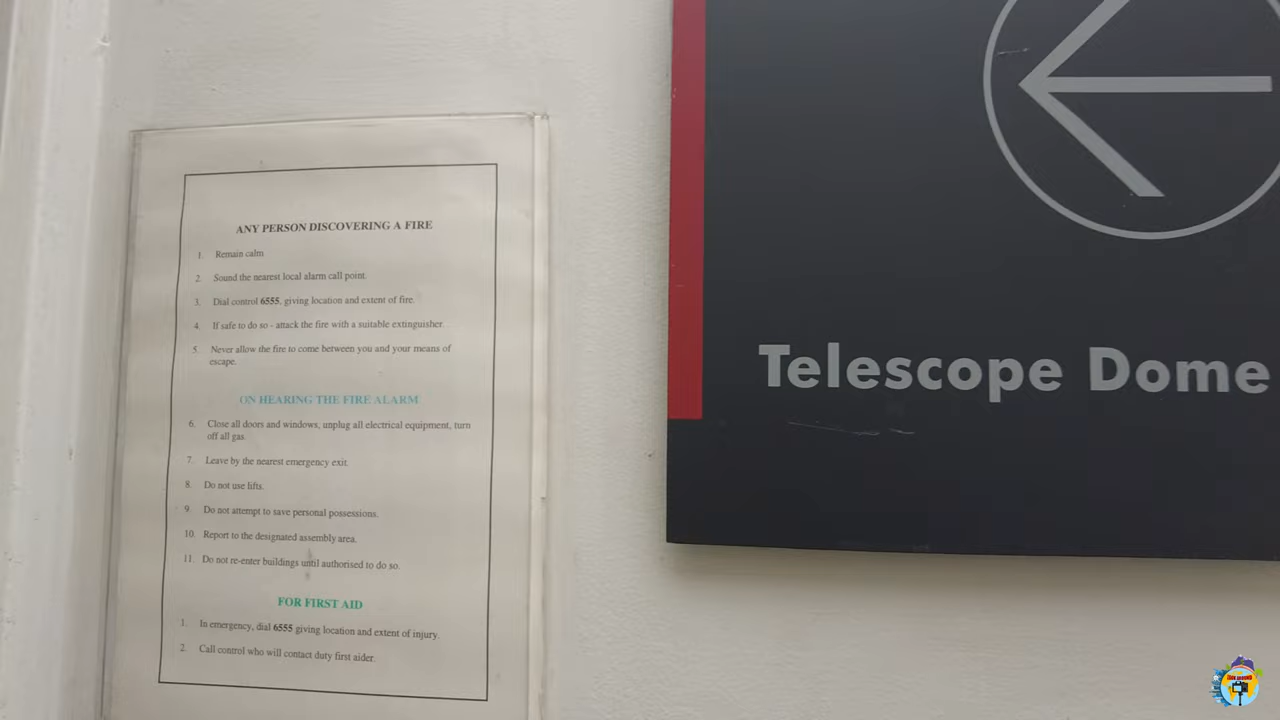 ANY PERSON DISCOVERING A FIRE
1. Remain calm
2. Sound the nearest local alarm call point.
3. Dial control 6555, giving location and extent of fire.
4. If safe to do so - attack the fire with a suitable extinguisher.
5. Never allow the fire to come between you and your means of
escape.
ON HEARING THE FIRE ALARM
6. Close all doors and windows, unplug all electrical equipment, turn
off all gas.
7. Leave by the nearest emergency exit.
8. Do not use lifts.
9. Do not attempt to save personal possessions.
10. Report to the designated assembly area.
11. Do not re-enter buildings until authorised to do so.
FOR FIRST AID
1. In emergency, dial 6555 giving location and extent of injury.
2. Call control who will contact duty first aider.
Telescope Dome